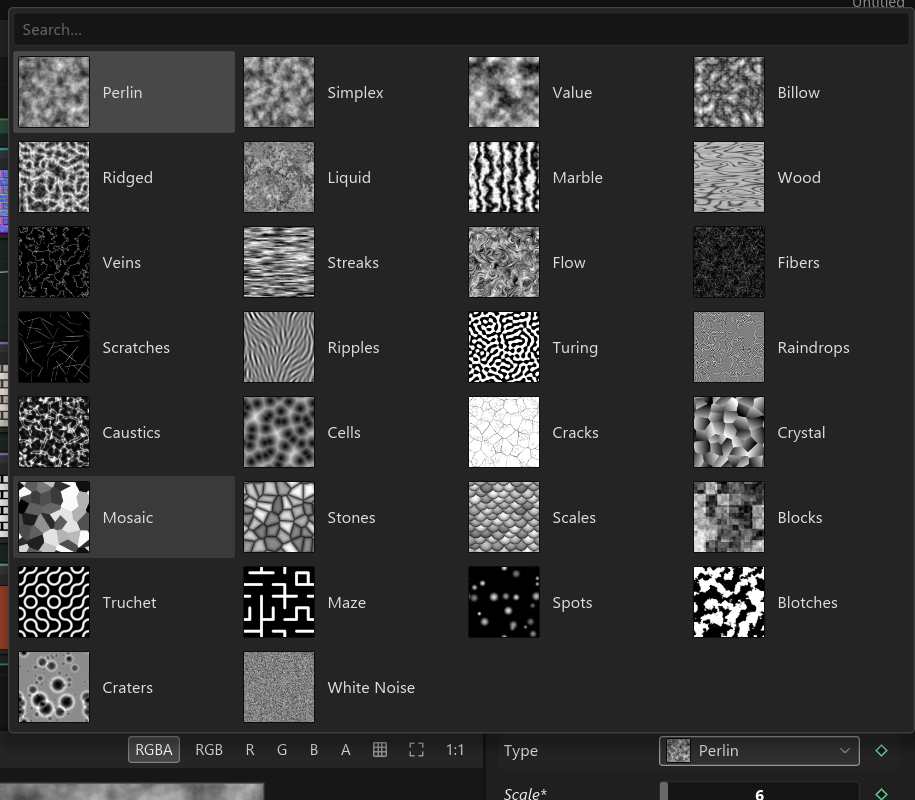 Untitled
Search...
Perlin
Simplex
Value
Billow
Ridged
Liquid
Marble
Wood
Veins
Streaks
Flow
Fibers
Scratches
Ripples
Turing
Raindrops
Caustics
Cells
Cracks
Crystal
Mosaic
Stones
Scales
Blocks
Truchet
Maze
Spots
Blotches
Craters
White Noise
RGBA RGB R G B A 1:1
Type Perlin
Scale* 6